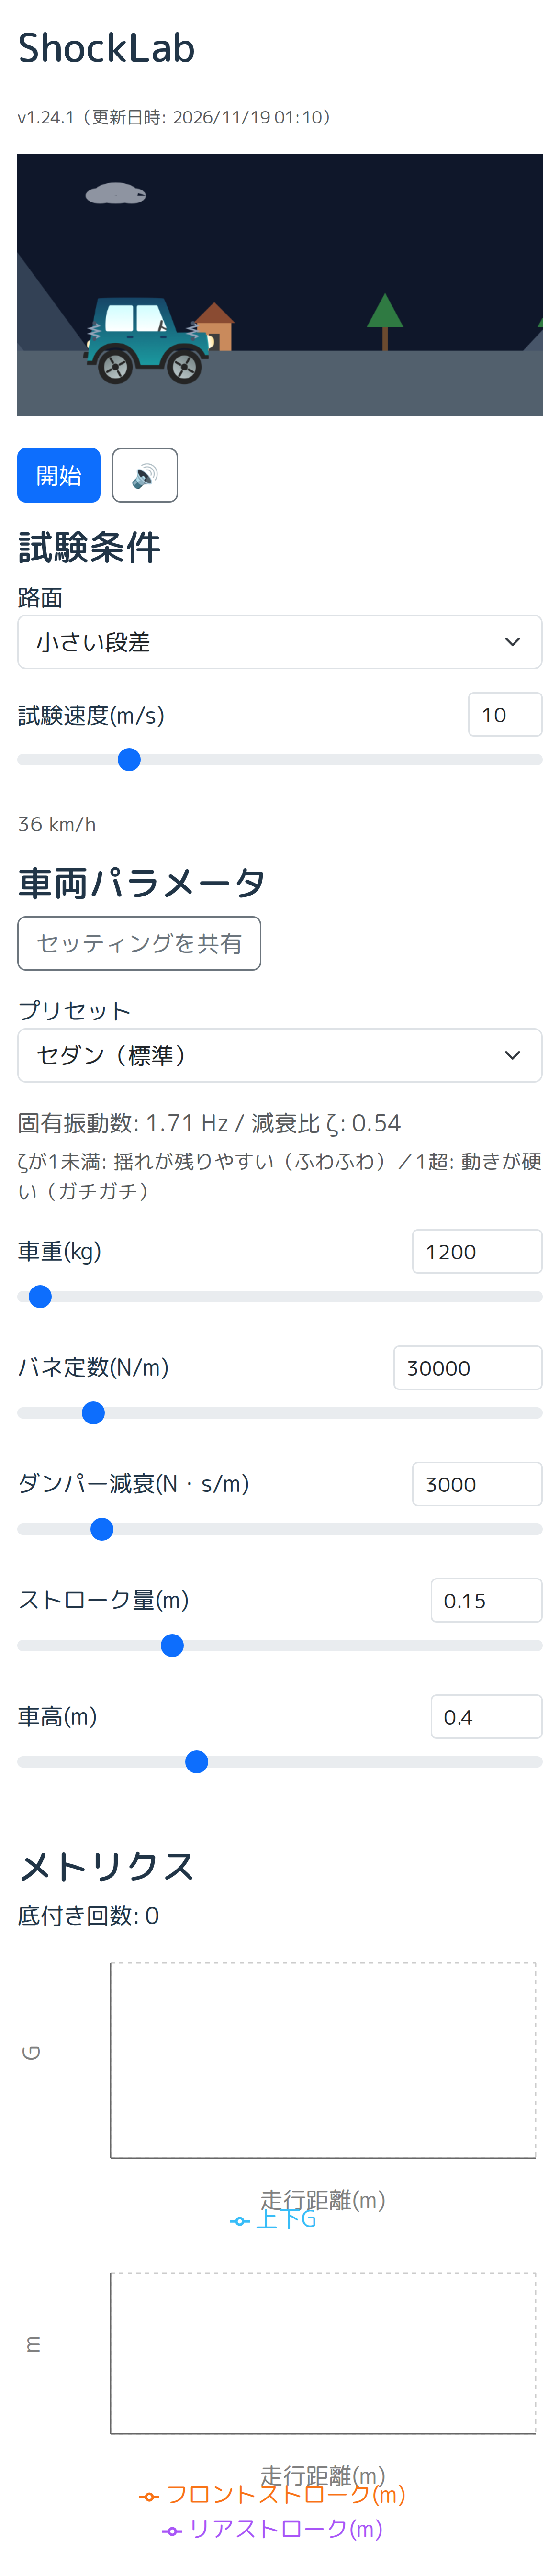 ShockLab
v1.24.1（更新日時: 2026/11/19 01:10）
開始
試験条件
路面
小さい段差
試験速度(m/s)
10
36 km/h
車両パラメータ
セッティングを共有
プリセット
セダン（標準）
固有振動数: 1.71 Hz / 減衰比 ζ: 0.54
ζが1未満: 揺れが残りやすい（ふわふわ）／1超: 動きが硬
い（ガチガチ）
車重(kg)
1200
バネ定数(N/m)
30000
ダンパー減衰(N・s/m)
3000
ストローク量(m)
0.15
車高(m)
0.4
メトリクス
底付き回数: 0
G
走行距離(m)
上下G
m
走行距離(m)
フロントストローク(m)
リアストローク(m)